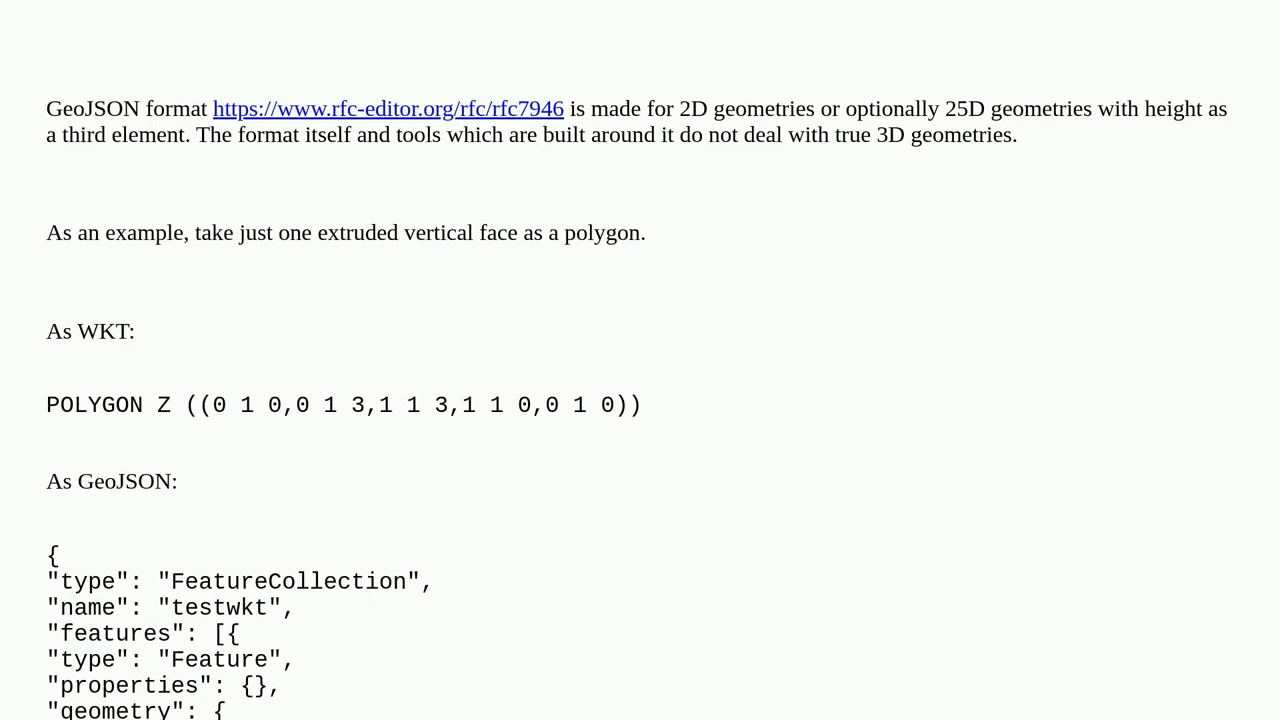 GeoJSON format https://www.rfc-editor.org/rfc/rfc7946 is made for 2D geometries or optionally 25D geometries with height as
a third element. The format itself and tools which are built around it do not deal with true 3D geometries.
As an example, take just one extruded vertical face as a polygon.
As WKT:
POLYGON Z ((0 1 0,0 1 3,1 1 3,1 1 0,0 1 0))
As GeoJSON:
{
"type": "FeatureCollection",
"name": "testwkt",
"features": [{
"type": "Feature",
"properties": {},
"geometry": {